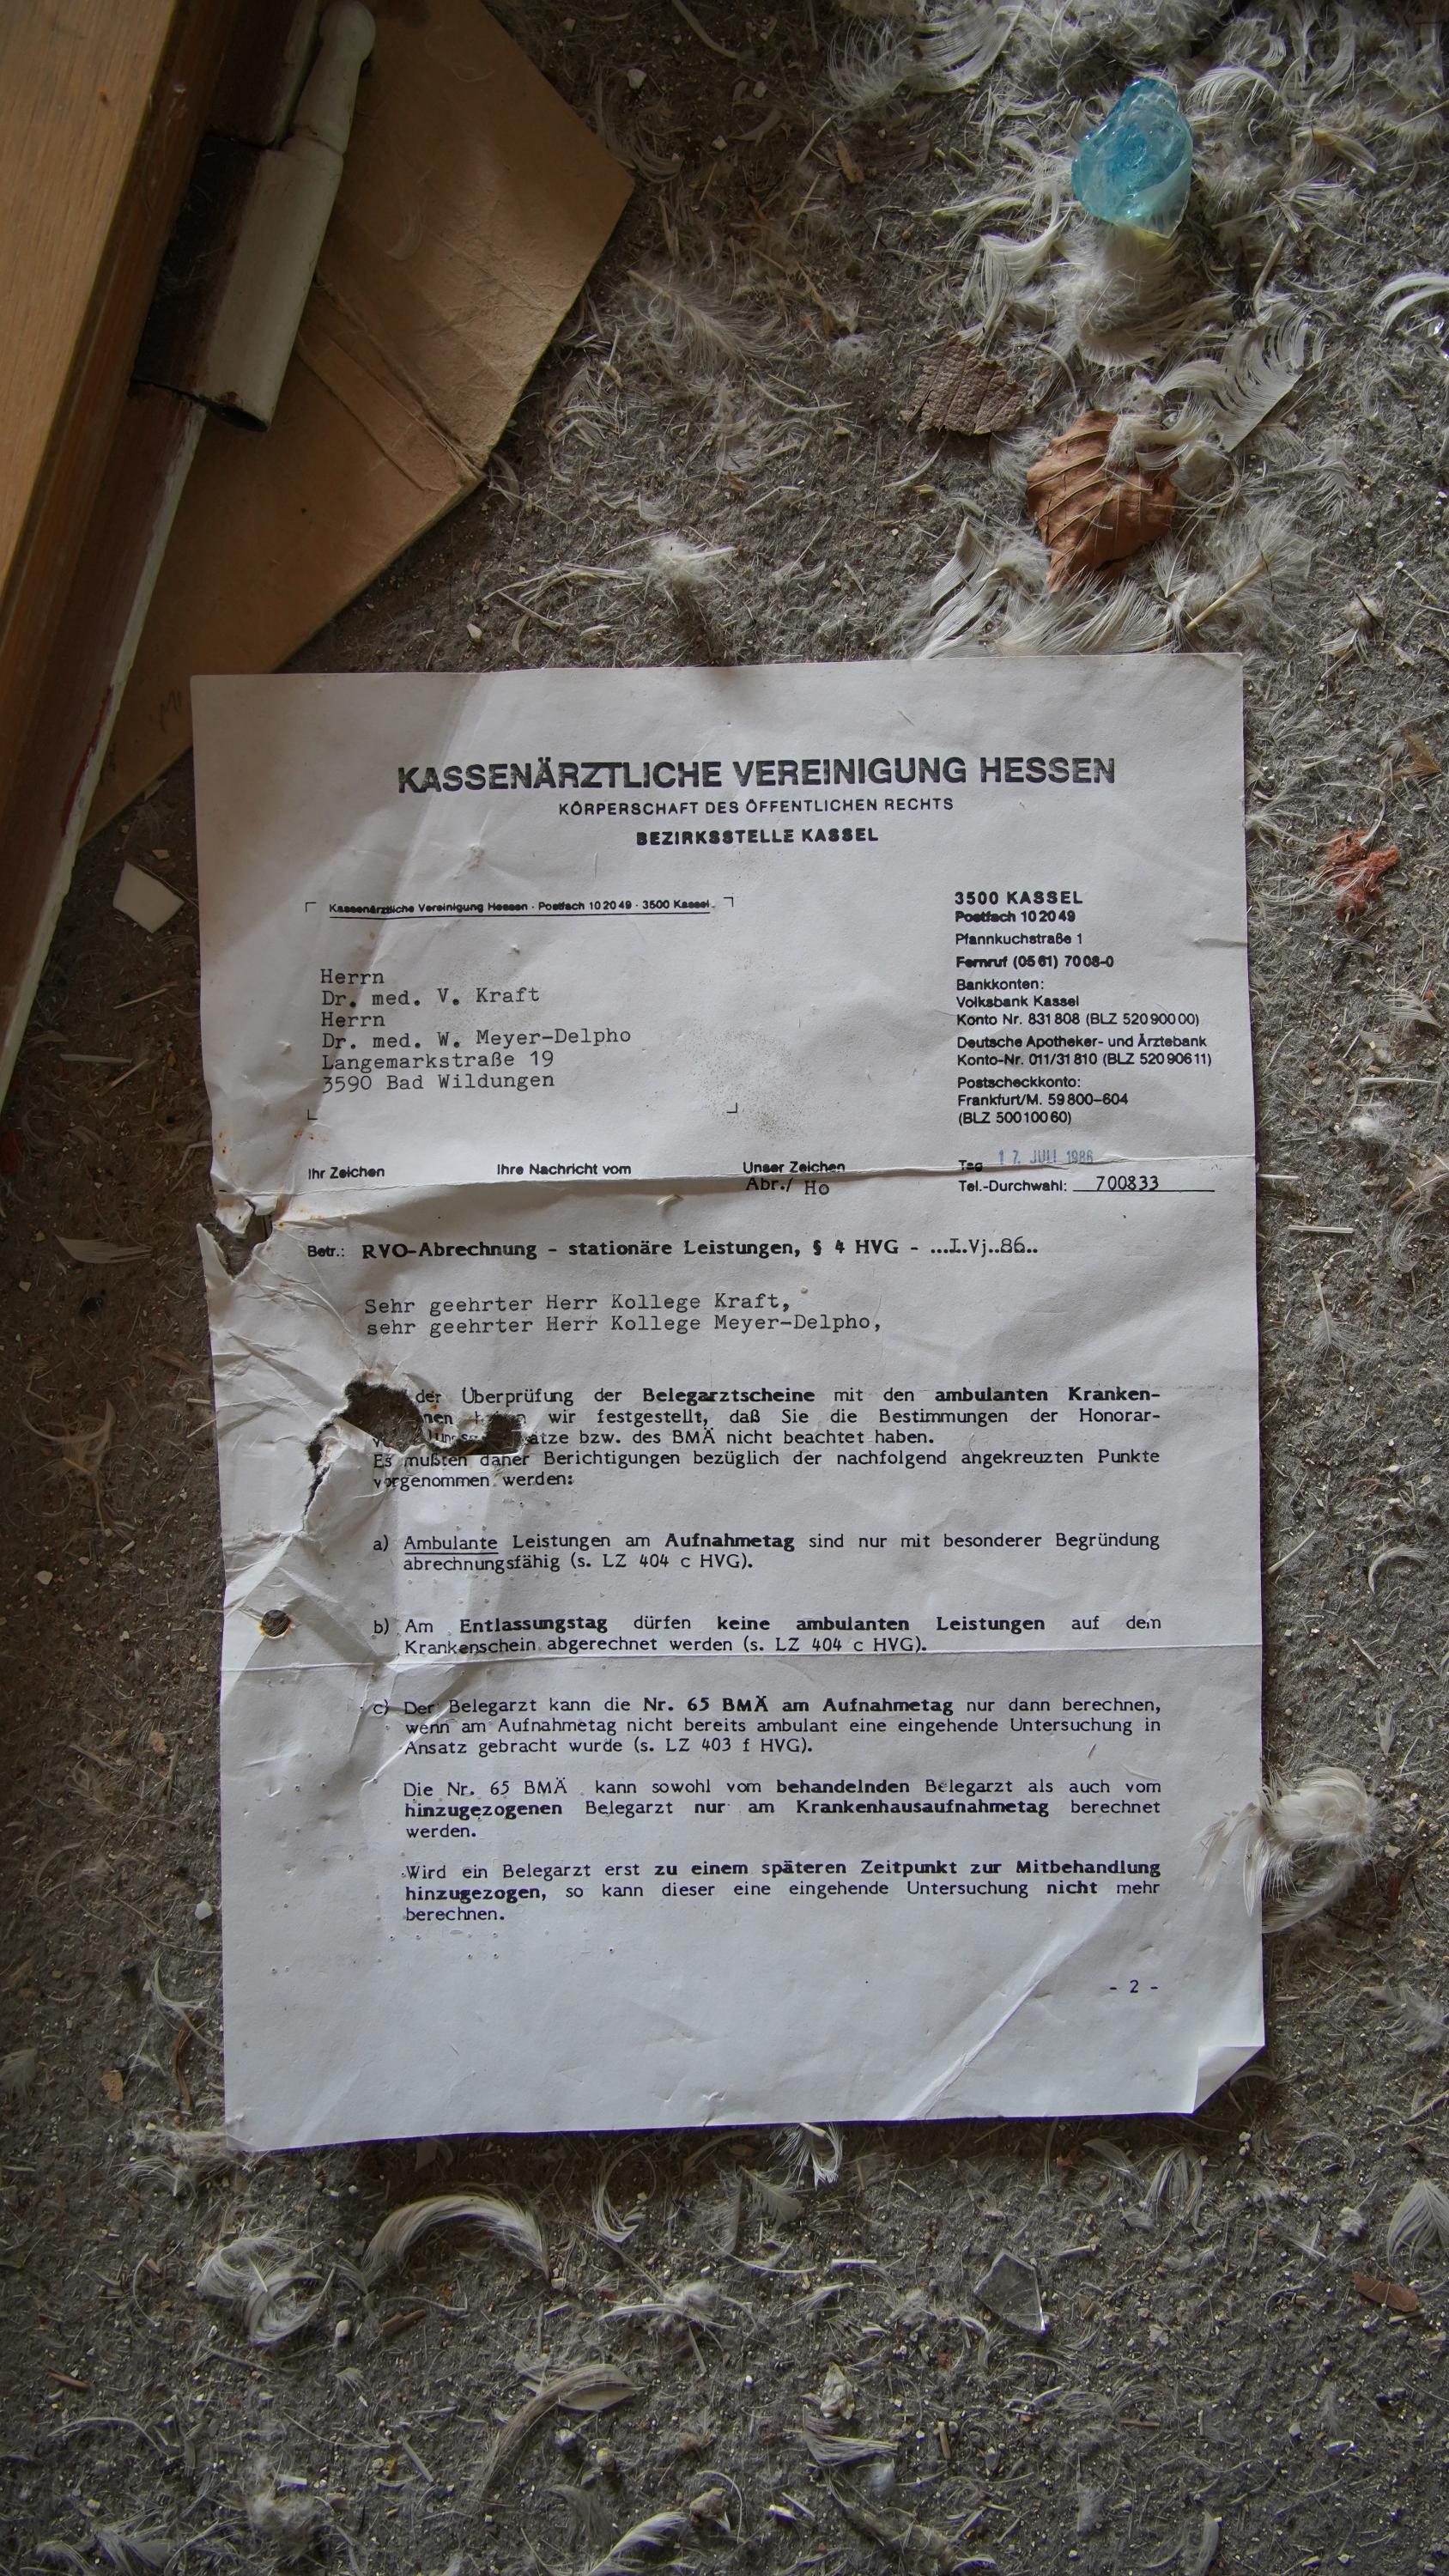 KASSENÄRZTLICHE VEREINIGUNG HESSEN
KÖRPERSCHAFT DES ÖFFENTLICHEN RECHTS
BEZIRKSSTELLE KASSEL
Kassenärztliche Vereinigung Hessen · Postfach 10 20 49 · 3500 Kassel
3500 KASSEL
Postfach 10 20 49
Pfannkuchstraße 1
Fernruf (05 61) 70 08-0
Bankkonten:
Volksbank Kassel
Konto Nr. 831 808 (BLZ 520 900 00)
Deutsche Apotheker- und Ärztebank
Konto-Nr. 011/31 810 (BLZ 520 906 11)
Postscheckkonto:
Frankfurt/M. 59 800–604
(BLZ 500 100 60)
Herrn
Dr. med. V. Kraft
Herrn
Dr. med. W. Meyer-Delpho
Langemarkstraße 19
3590 Bad Wildungen
Ihr Zeichen Ihre Nachricht vom Unser Zeichen Tag 17. JULI 1986
Abr./ Ho Tel.-Durchwahl: 700833
Betr.: RVO-Abrechnung - stationäre Leistungen, § 4 HVG - ...I.Vj..86..
Sehr geehrter Herr Kollege Kraft,
sehr geehrter Herr Kollege Meyer-Delpho,
der Überprüfung der Belegarztscheine mit den ambulanten Kranken-
wir festgestellt, daß Sie die Bestimmungen der Honorar-
bzw. des BMÄ nicht beachtet haben.
Es mußten daher Berichtigungen bezüglich der nachfolgend angekreuzten Punkte
vorgenommen werden:
a) Ambulante Leistungen am Aufnahmetag sind nur mit besonderer Begründung
abrechnungsfähig (s. LZ 404 c HVG).
b) Am Entlassungstag dürfen keine ambulanten Leistungen auf dem
Krankenschein abgerechnet werden (s. LZ 404 c HVG).
c) Der Belegarzt kann die Nr. 65 BMÄ am Aufnahmetag nur dann berechnen,
wenn am Aufnahmetag nicht bereits ambulant eine eingehende Untersuchung in
Ansatz gebracht wurde (s. LZ 403 f HVG).
Die Nr. 65 BMÄ kann sowohl vom behandelnden Belegarzt als auch vom
hinzugezogenen Belegarzt nur am Krankenhausaufnahmetag berechnet
werden.
Wird ein Belegarzt erst zu einem späteren Zeitpunkt zur Mitbehandlung
hinzugezogen, so kann dieser eine eingehende Untersuchung nicht mehr
berechnen.
- 2 -